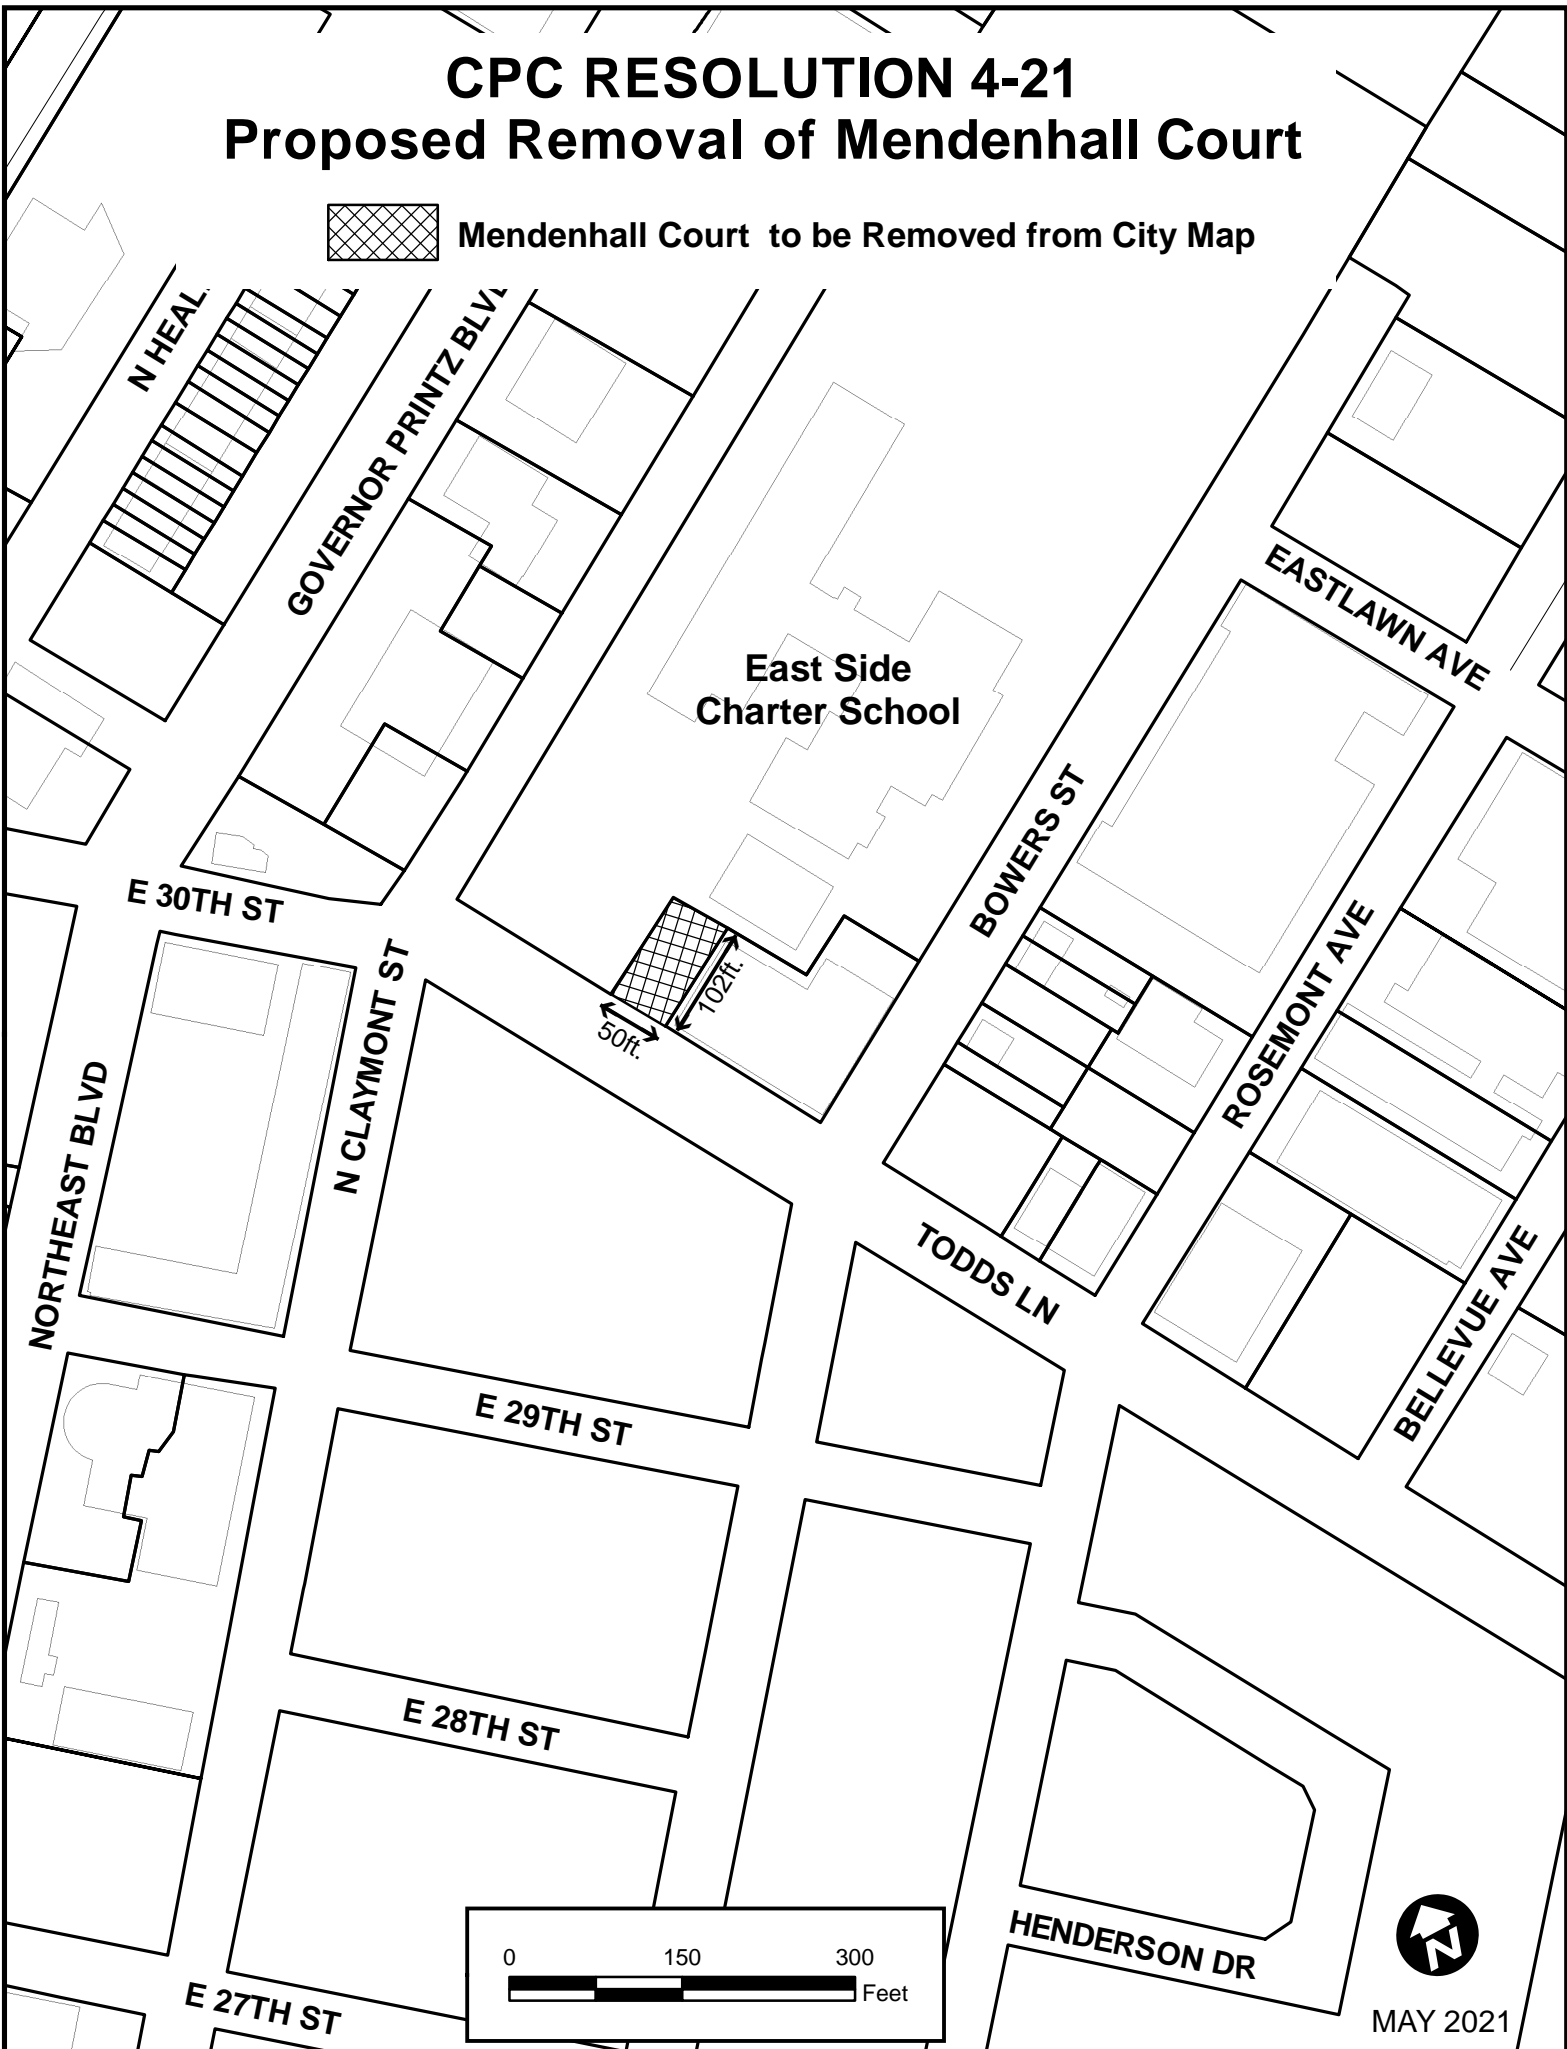 CPC RESOLUTION 4-21
Proposed Removal of Mendenhall Court
Mendenhall Court to be Removed from City Map
N HEAL
GOVERNOR PRINTZ BLVD
EASTLAWN AVE
East Side
Charter School
BOWERS ST
E 30TH ST
N CLAYMONT ST
102ft.
50ft.
ROSEMONT AVE
NORTHEAST BLVD
TODDS LN
BELLEVUE AVE
E 29TH ST
E 28TH ST
HENDERSON DR
E 27TH ST
0 150 300
Feet
N
MAY 2021